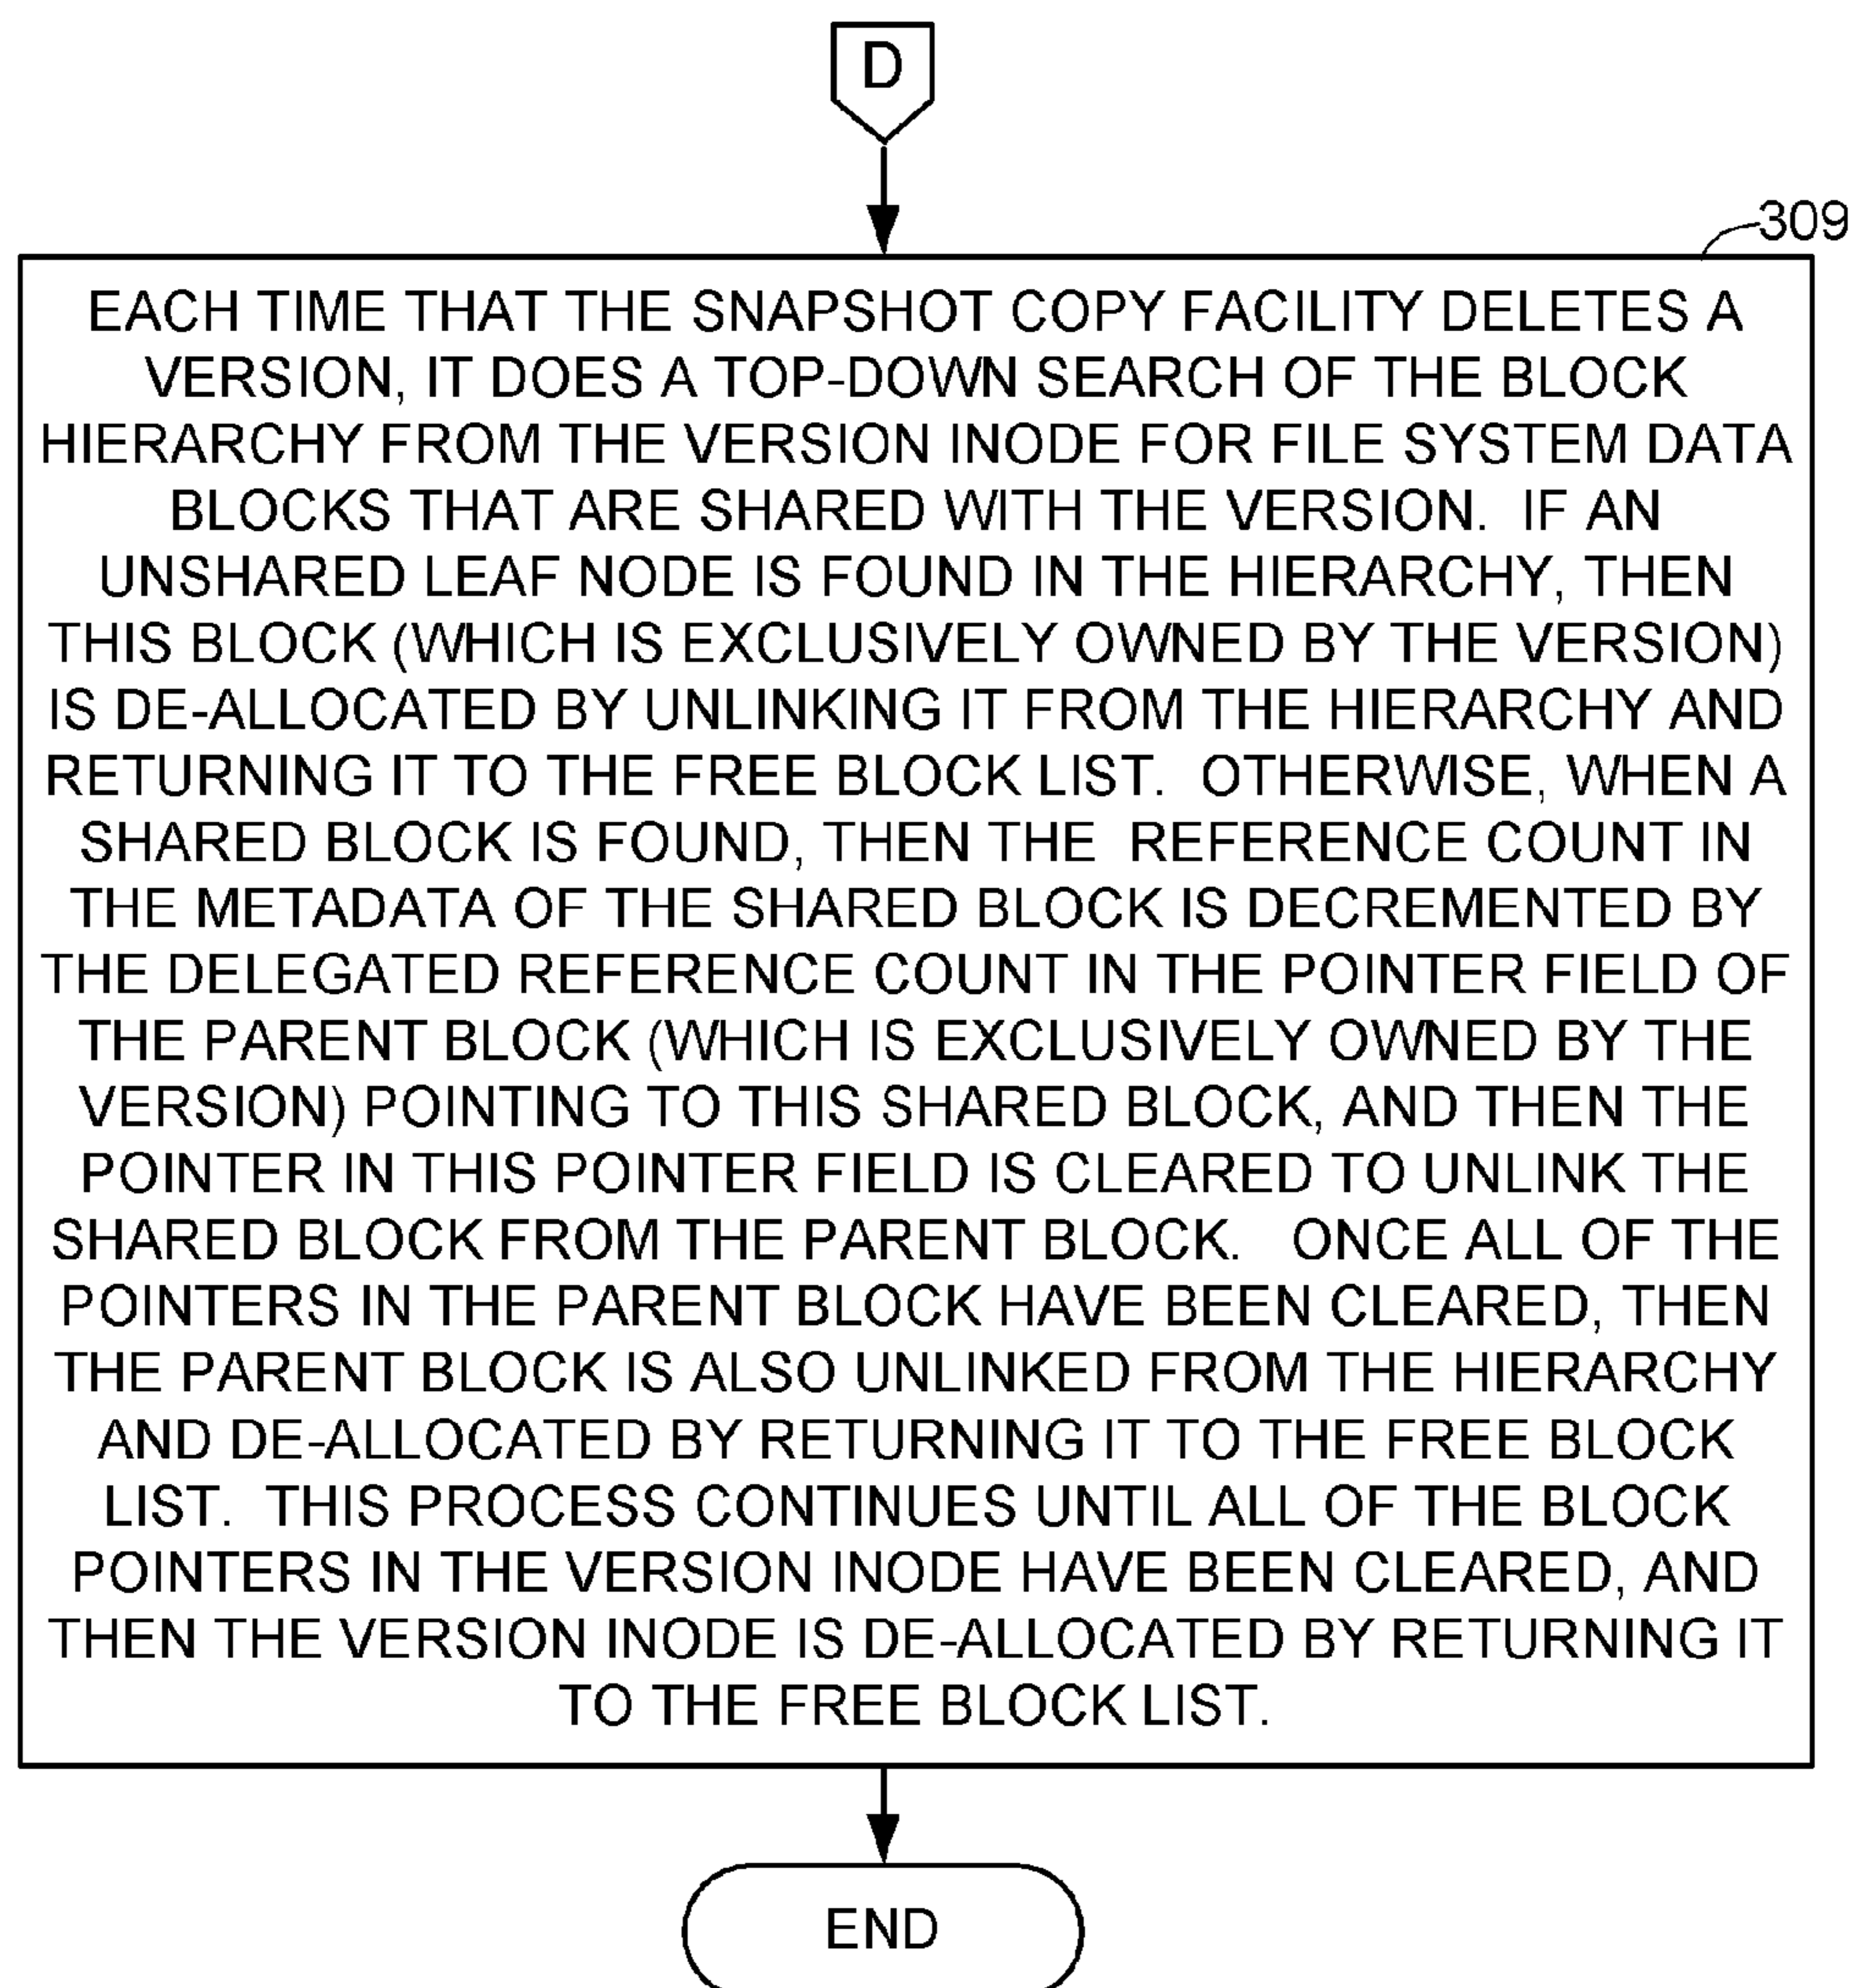 D
309
EACH TIME THAT THE SNAPSHOT COPY FACILITY DELETES A
VERSION, IT DOES A TOP-DOWN SEARCH OF THE BLOCK
HIERARCHY FROM THE VERSION INODE FOR FILE SYSTEM DATA
BLOCKS THAT ARE SHARED WITH THE VERSION. IF AN
UNSHARED LEAF NODE IS FOUND IN THE HIERARCHY, THEN
THIS BLOCK (WHICH IS EXCLUSIVELY OWNED BY THE VERSION)
IS DE-ALLOCATED BY UNLINKING IT FROM THE HIERARCHY AND
RETURNING IT TO THE FREE BLOCK LIST. OTHERWISE, WHEN A
SHARED BLOCK IS FOUND, THEN THE REFERENCE COUNT IN
THE METADATA OF THE SHARED BLOCK IS DECREMENTED BY
THE DELEGATED REFERENCE COUNT IN THE POINTER FIELD OF
THE PARENT BLOCK (WHICH IS EXCLUSIVELY OWNED BY THE
VERSION) POINTING TO THIS SHARED BLOCK, AND THEN THE
POINTER IN THIS POINTER FIELD IS CLEARED TO UNLINK THE
SHARED BLOCK FROM THE PARENT BLOCK. ONCE ALL OF THE
POINTERS IN THE PARENT BLOCK HAVE BEEN CLEARED, THEN
THE PARENT BLOCK IS ALSO UNLINKED FROM THE HIERARCHY
AND DE-ALLOCATED BY RETURNING IT TO THE FREE BLOCK
LIST. THIS PROCESS CONTINUES UNTIL ALL OF THE BLOCK
POINTERS IN THE VERSION INODE HAVE BEEN CLEARED, AND
THEN THE VERSION INODE IS DE-ALLOCATED BY RETURNING IT
TO THE FREE BLOCK LIST.
END